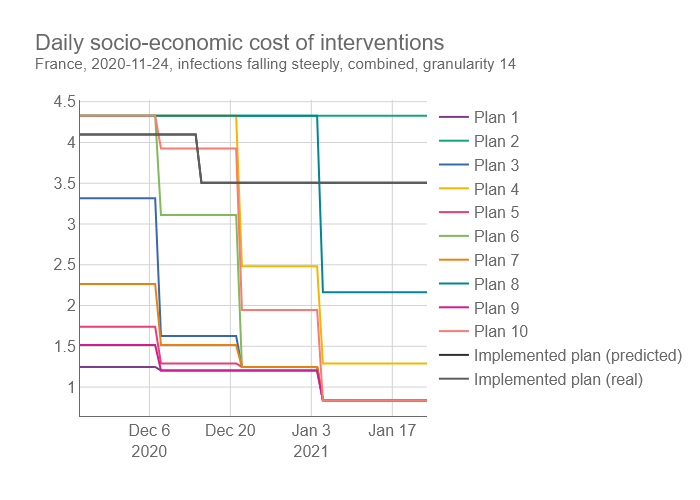 Daily socio-economic cost of interventions
France, 2020-11-24, infections falling steeply, combined, granularity 14
4.5
4
3.5
3
2.5
2
1.5
1
Dec 6
2020
Dec 20
Jan 3
2021
Jan 17
Plan 1
Plan 2
Plan 3
Plan 4
Plan 5
Plan 6
Plan 7
Plan 8
Plan 9
Plan 10
Implemented plan (predicted)
Implemented plan (real)